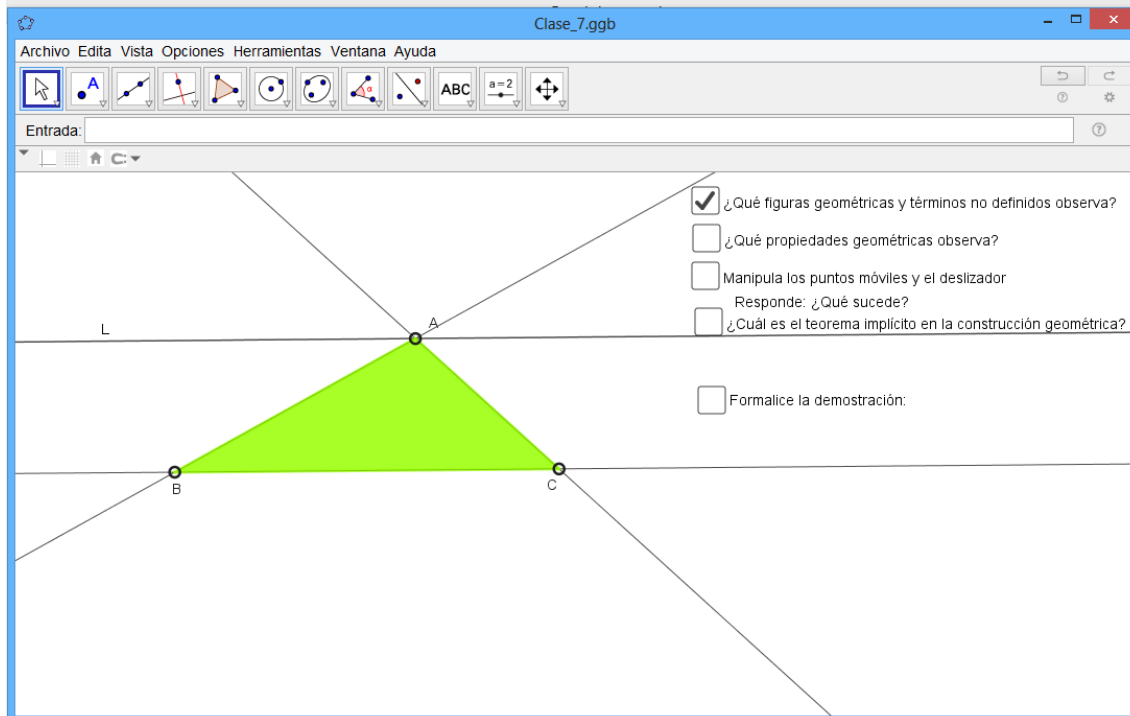 Clase_7.ggb
Archivo Edita Vista Opciones Herramientas Ventana Ayuda
A α ABC a=2
Entrada:
¿Qué figuras geométricas y términos no definidos observa?
¿Qué propiedades geométricas observa?
Manipula los puntos móviles y el deslizador
Responde: ¿Qué sucede?
¿Cuál es el teorema implícito en la construcción geométrica?
L
A
Formalice la demostración:
B
C